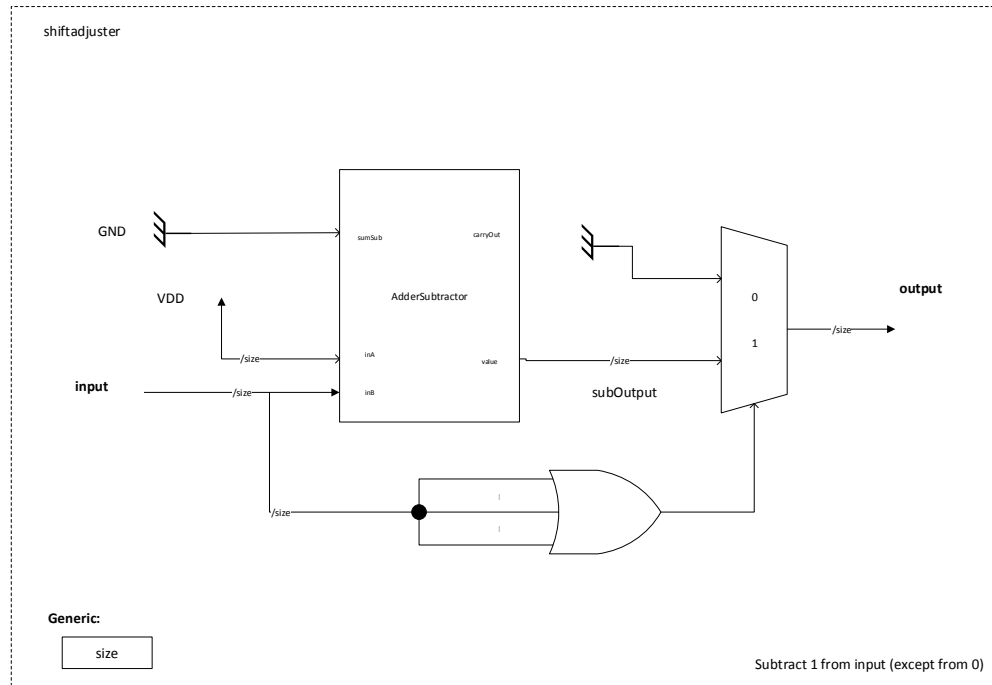 shiftadjuster
GND
sumSub
carryOut
VDD
AdderSubtractor
0
output
/size
1
/size
inA
value
/size
input
/size
inB
subOutput
/size
Generic:
size
Subtract 1 from input (except from 0)